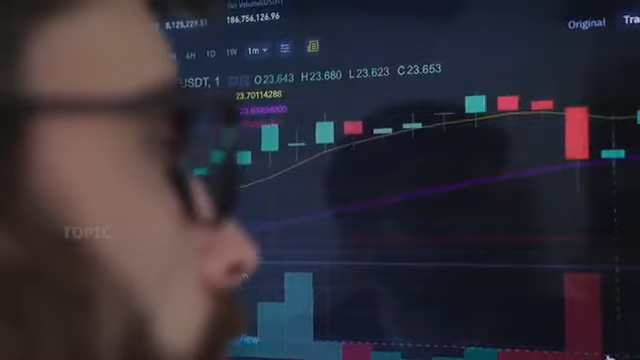 8,125,229.51 186,756,126.96
Original
4H 1D 1W 1m
USDT, 1 O23.643 H23.680 L23.623 C23.653
23.70114286
TOPIC